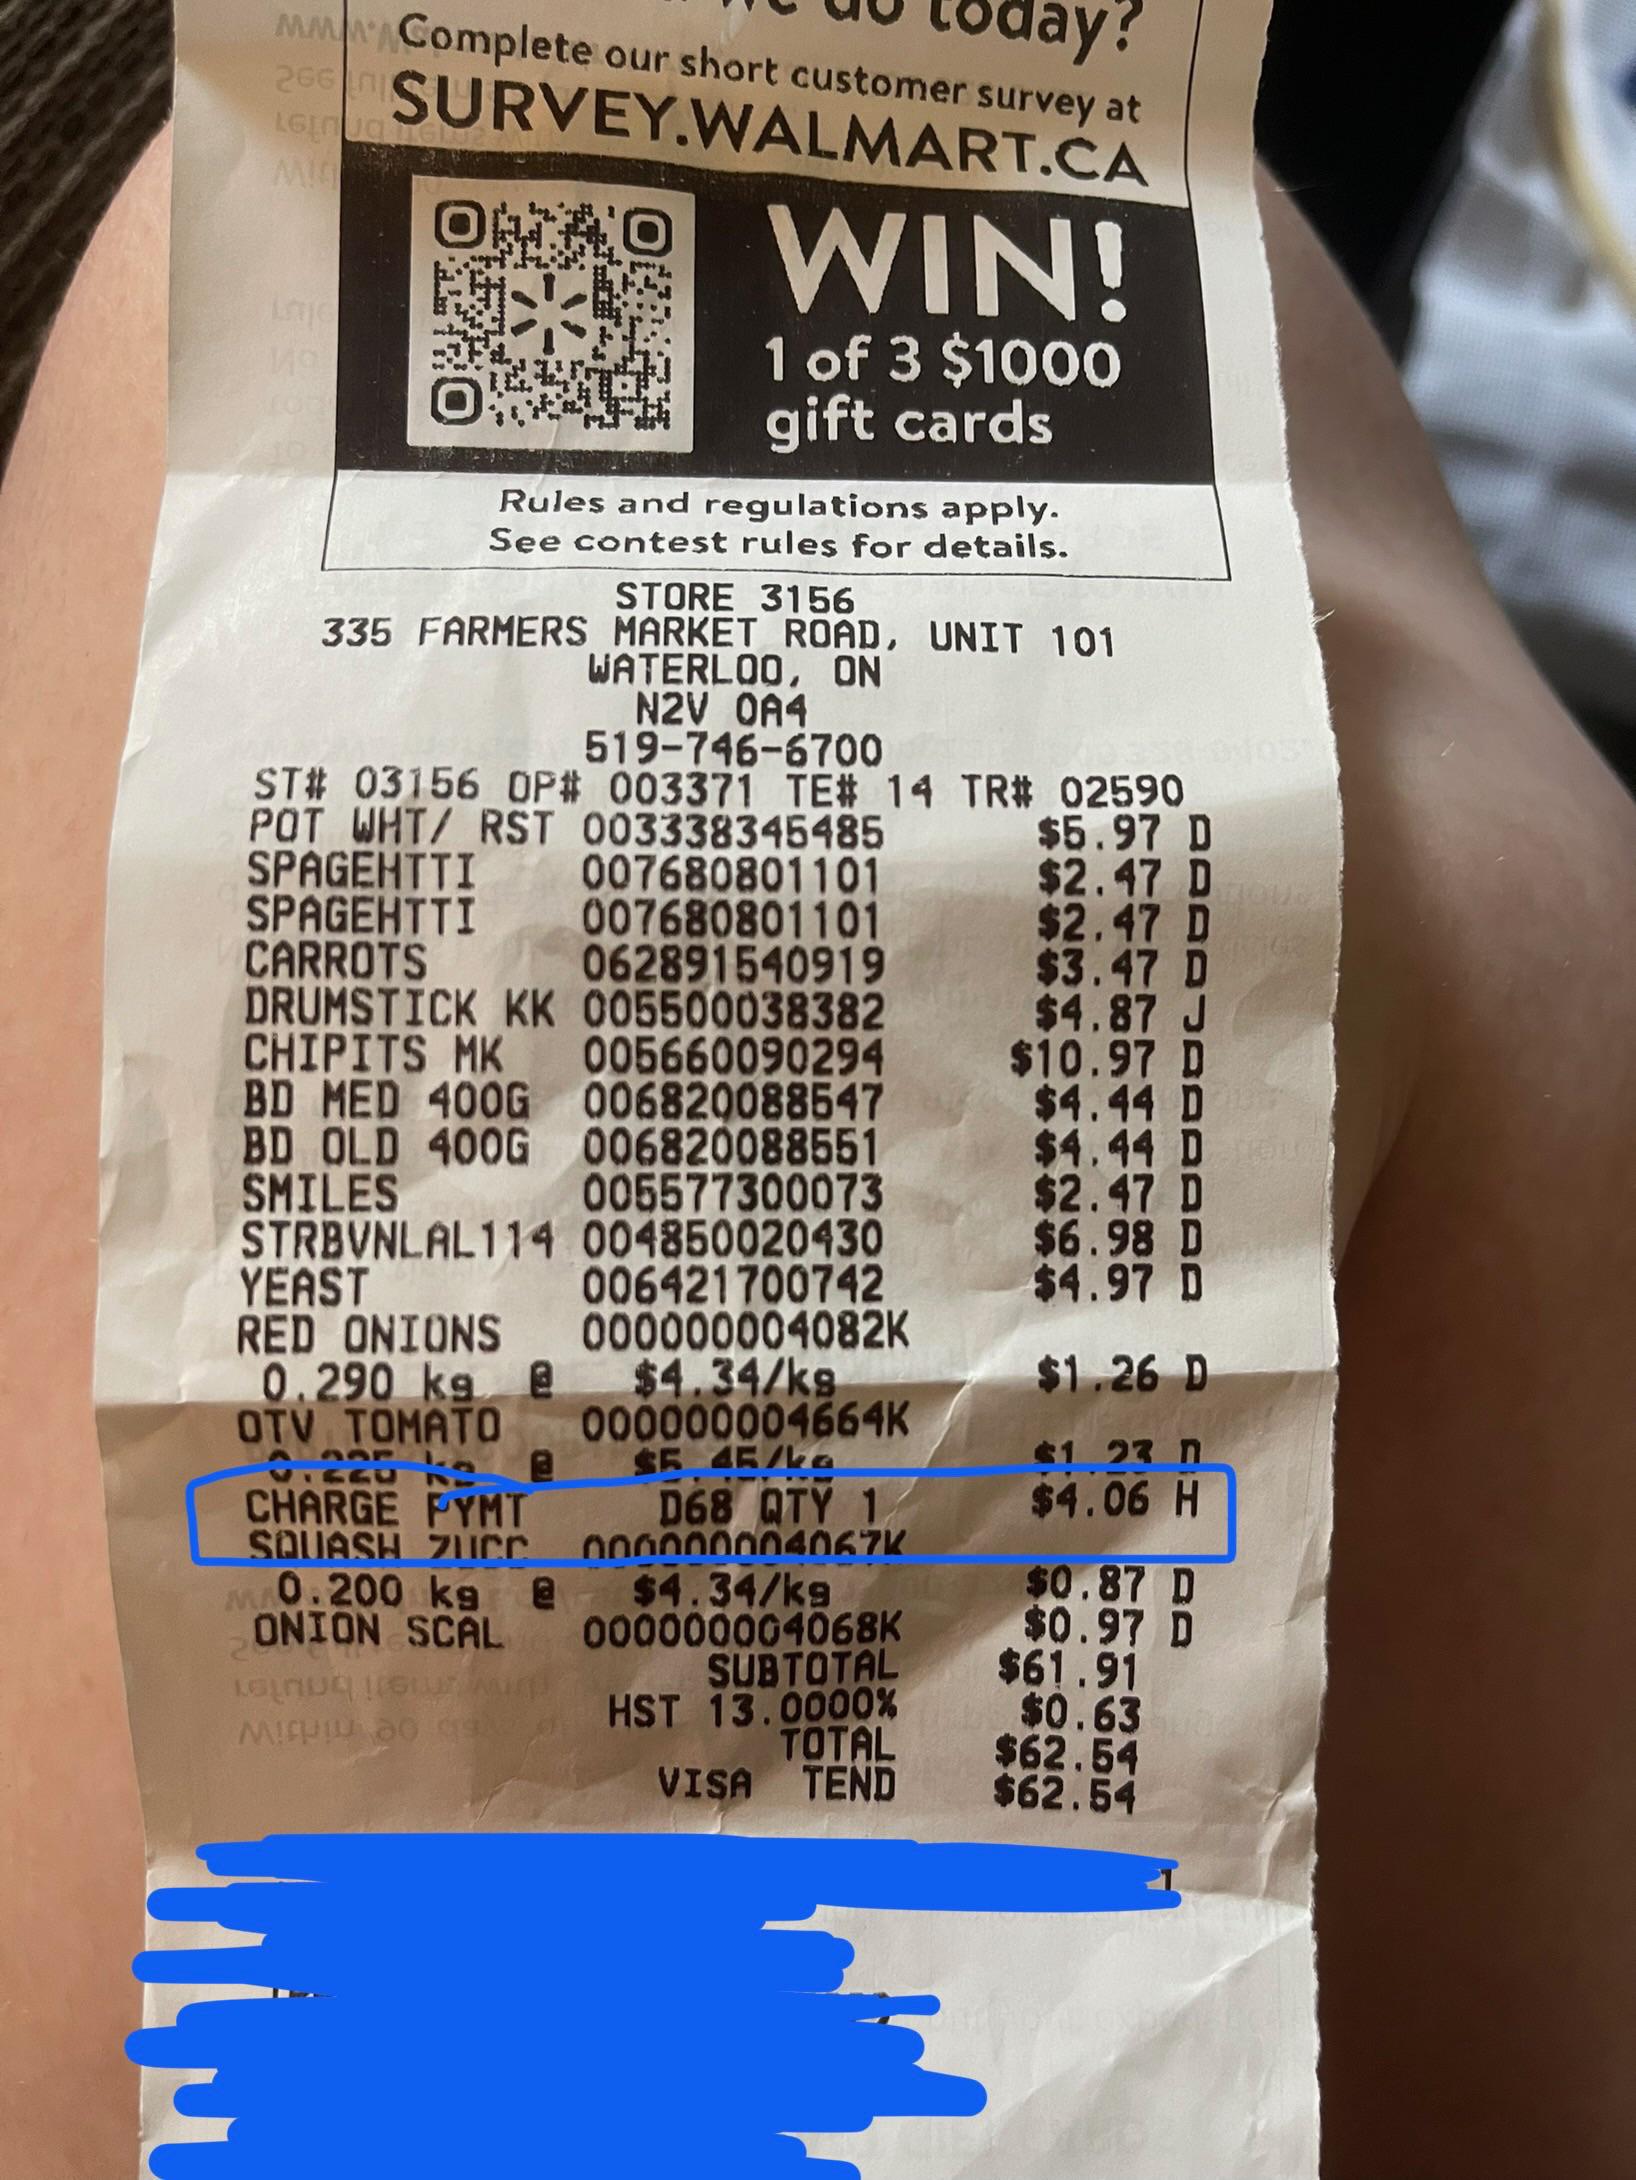 do today?
Complete our short customer survey at
SURVEY.WALMART.CA
WIN!
1 of 3 $1000
gift cards
Rules and regulations apply.
See contest rules for details.
STORE 3156
335 FARMERS MARKET ROAD, UNIT 101
WATERLOO, ON
N2V 0A4
519-746-6700
ST# 03156 OP# 003371 TE# 14 TR# 02590
POT WHT/ RST 003338345485 $5.97 D
SPAGEHTTI 007680801101 $2.47 D
SPAGEHTTI 007680801101 $2.47 D
CARROTS 062891540919 $3.47 D
DRUMSTICK KK 005500038382 $4.87 J
CHIPITS MK 005660090294 $10.97 D
BD MED 400G 006820088547 $4.44 D
BD OLD 400G 006820088551 $4.44 D
SMILES 005577300073 $2.47 D
STRBVNLAL114 004850020430 $6.98 D
YEAST 006421700742 $4.97 D
RED ONIONS 000000004082K
0.290 kg @ $4.34/kg $1.26 D
OTV TOMATO 000000004664K
0.225 kg @ $5.45/kg $1.23 D
CHARGE PYMT D68 QTY 1 $4.06 H
SQUASH ZUCC 000000004067K
0.200 kg @ $4.34/kg $0.87 D
ONION SCAL 000000004068K $0.97 D
SUBTOTAL $61.91
HST 13.0000% $0.63
TOTAL $62.54
VISA TEND $62.54